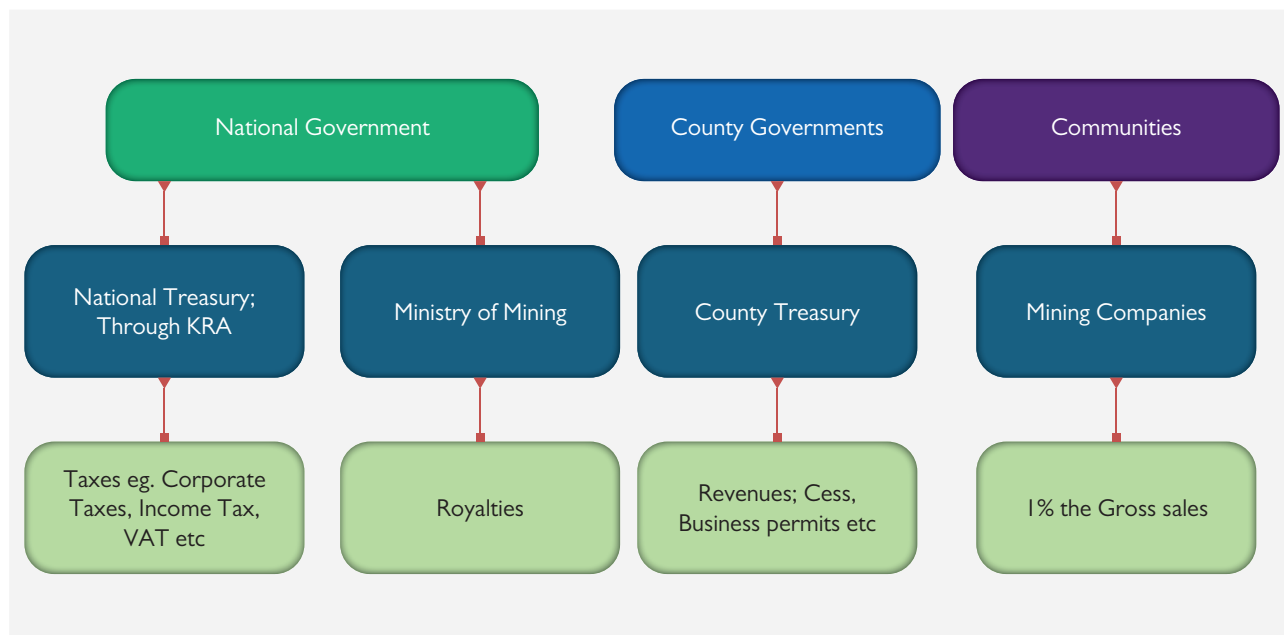 National Government
County Governments
Communities
National Treasury;
Through KRA
Ministry of Mining
County Treasury
Mining Companies
Taxes eg. Corporate
Taxes, Income Tax,
VAT etc
Royalties
Revenues; Cess,
Business permits etc
1% the Gross sales